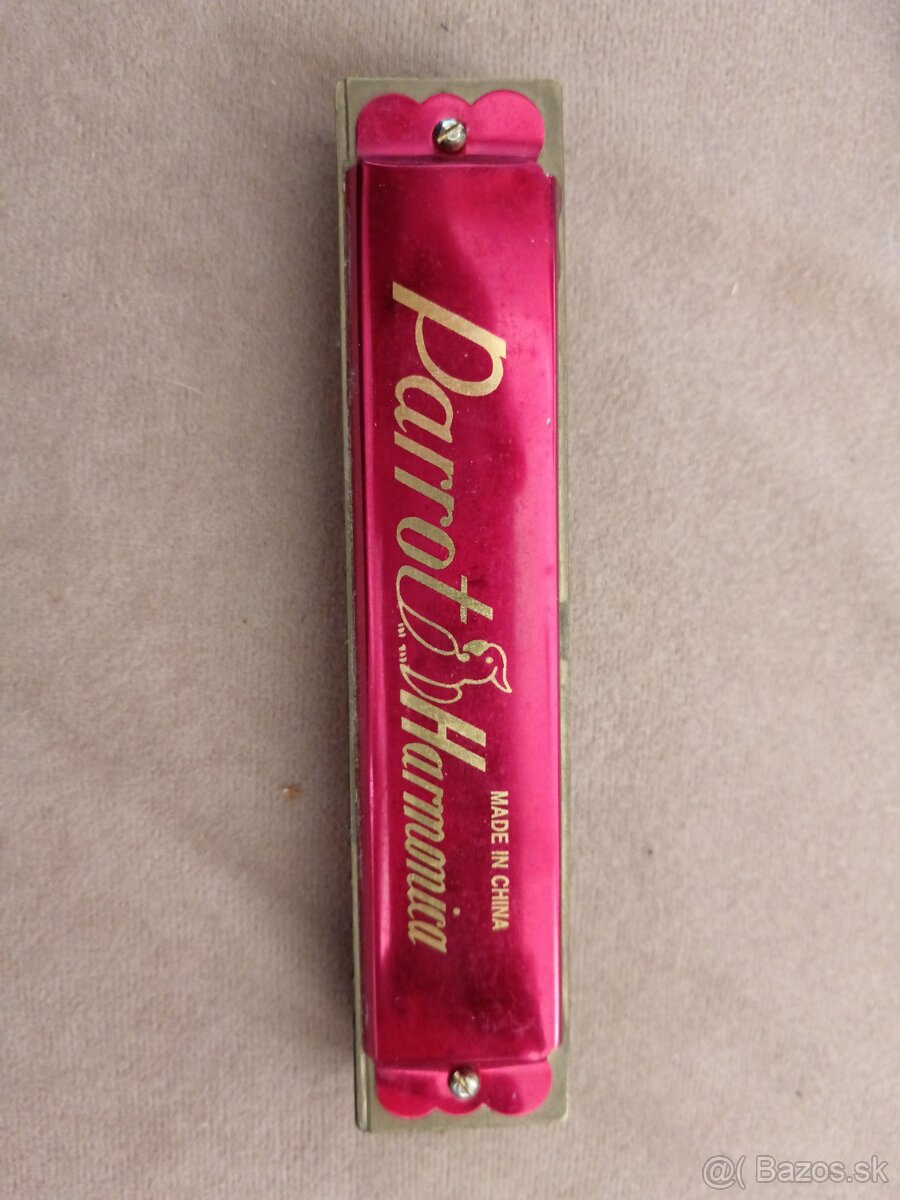 Parrot
Harmonica
MADE IN CHINA
@( Bazos.sk